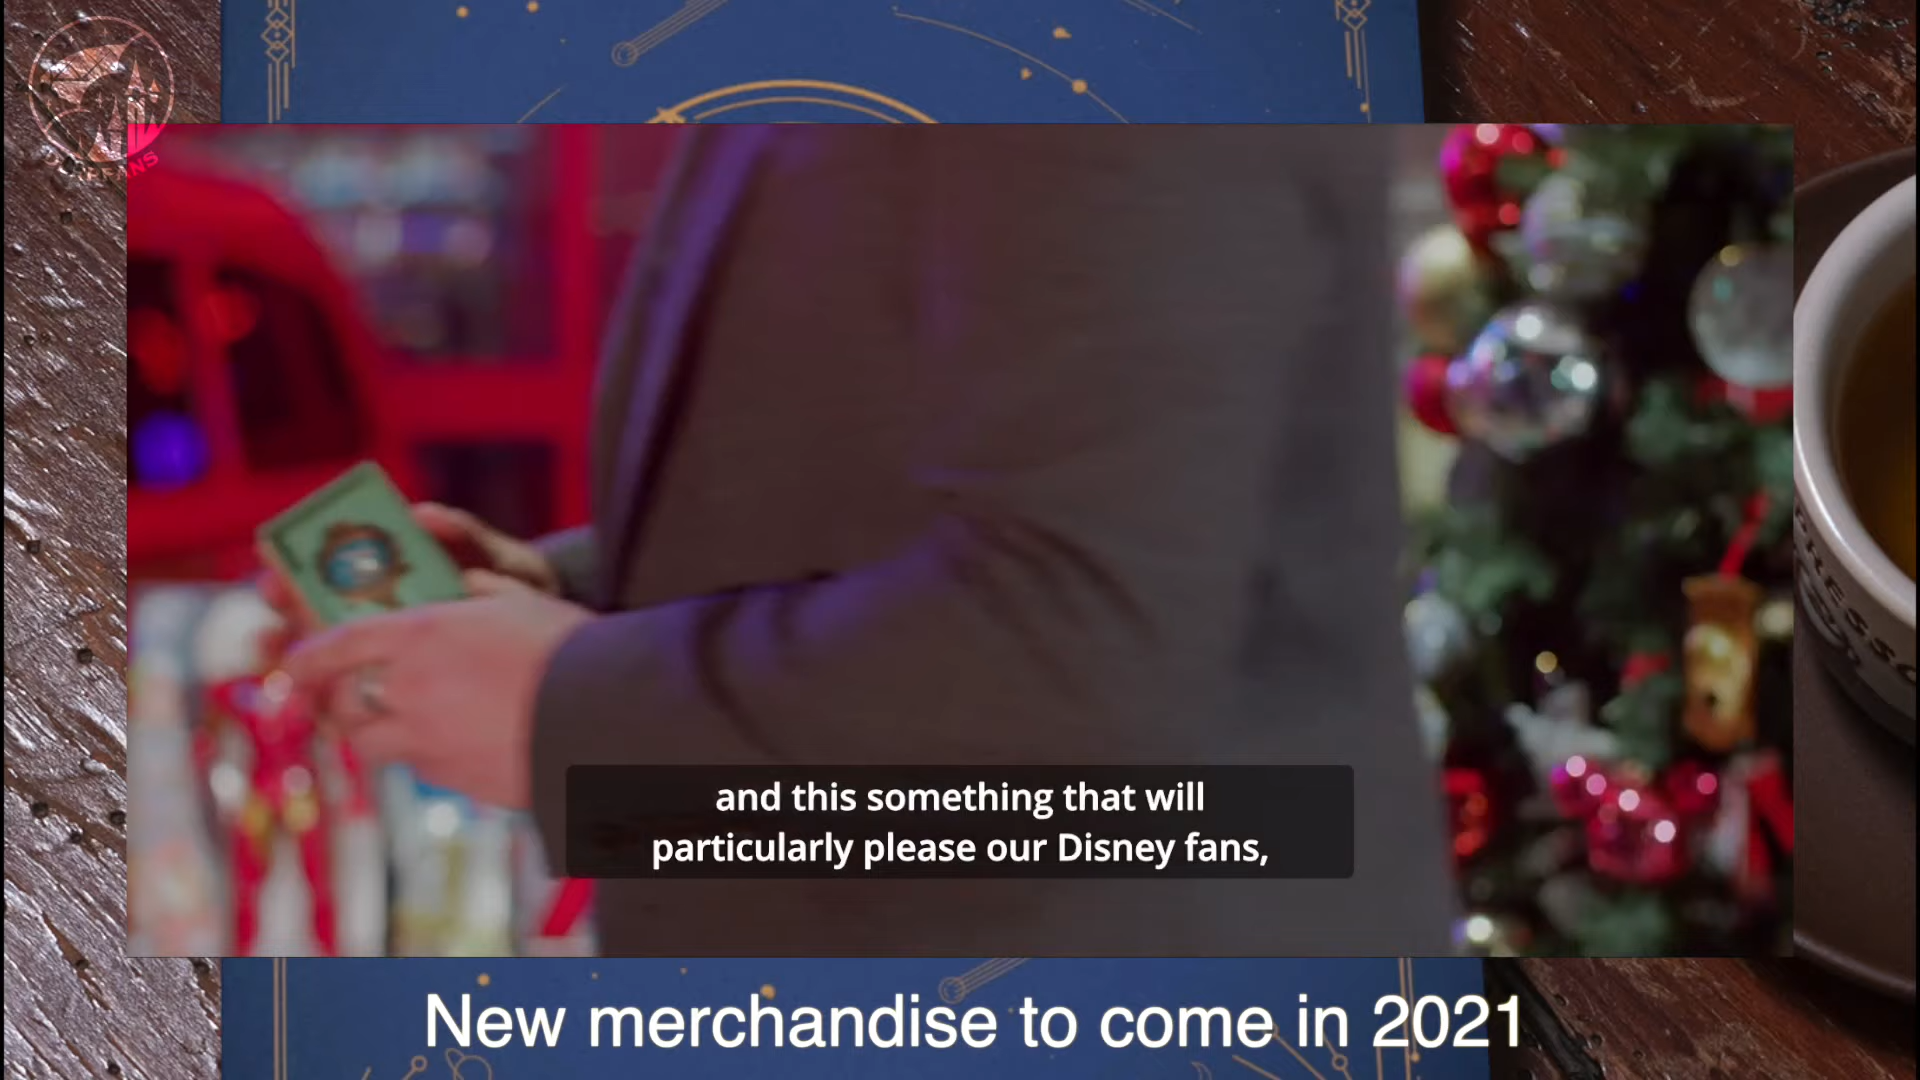 and this something that will
particularly please our Disney fans,
New merchandise to come in 2021